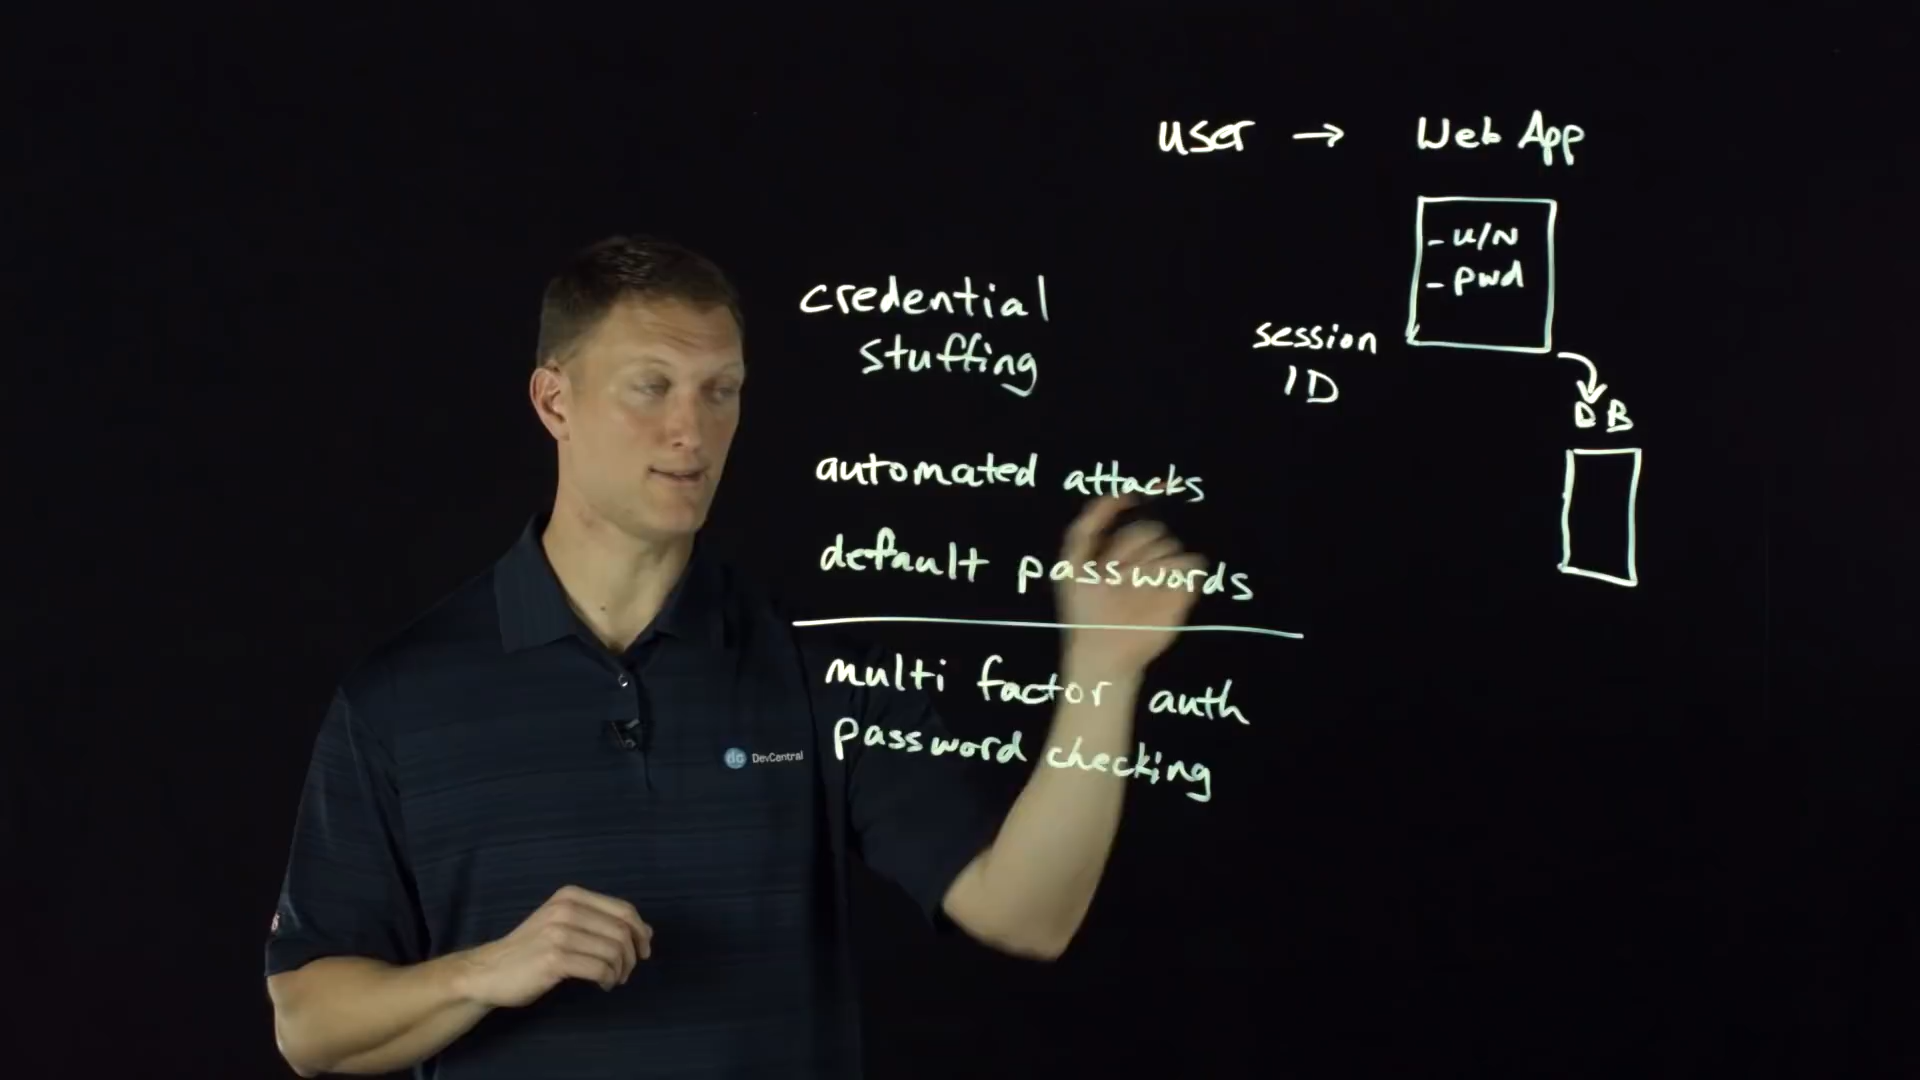 user → Web App
- U/N
- pwd
session
ID
DB
credential
stuffing
automated attacks
default passwords
multi factor auth
password checking
dc DevCentral